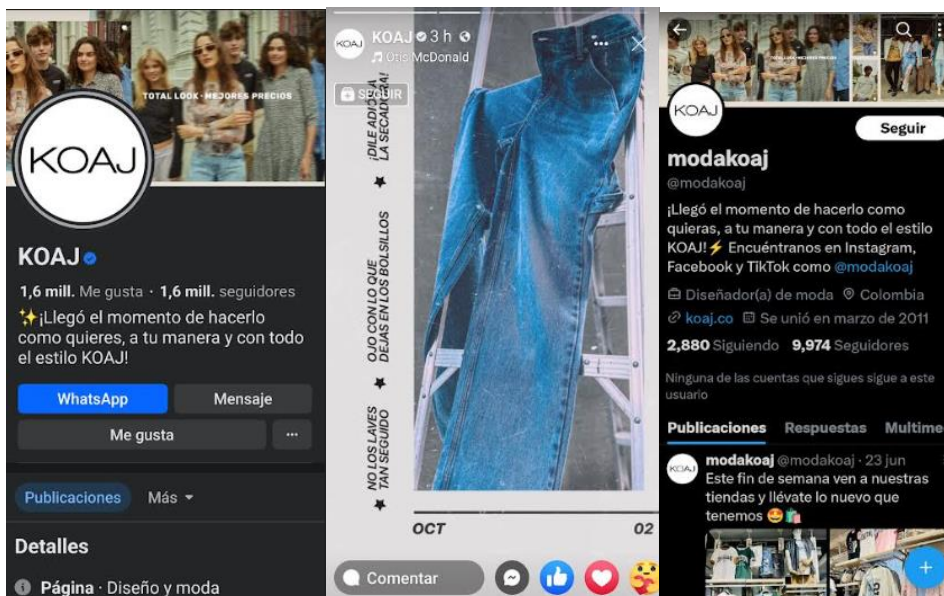 TOTAL LOOK - MEJORES PRECIOS
KOAJ
KOAJ
1,6 mill. Me gusta · 1,6 mill. seguidores
✨¡Llegó el momento de hacerlo
como quieres, a tu manera y con todo
el estilo KOAJ!
WhatsApp
Mensaje
Me gusta
Publicaciones
Más
Detalles
Página · Diseño y moda
KOAJ
KOAJ
3 h
Otis McDonald
SEGUIR
¡DILE ADIÓS A
LA SECADORA!
OJO CON LO QUE
DEJAS EN LOS BOLSILLOS
NO LOS LAVES
TAN SEGUIDO
OCT
02
Comentar
KOAJ
Seguir
modakoaj
@modakoaj
¡Llegó el momento de hacerlo como
quieras, a tu manera y con todo el estilo
KOAJ!⚡ Encuéntranos en Instagram,
Facebook y TikTok como @modakoaj
Diseñador(a) de moda
Colombia
koaj.co
Se unió en marzo de 2011
2,880 Siguiendo 9,974 Seguidores
Ninguna de las cuentas que sigues sigue a este
usuario
Publicaciones
Respuestas
Multime
KOAJ
modakoaj @modakoaj · 23 jun
Este fin de semana ven a nuestras
tiendas y llévate lo nuevo que
tenemos 🤩🛍️